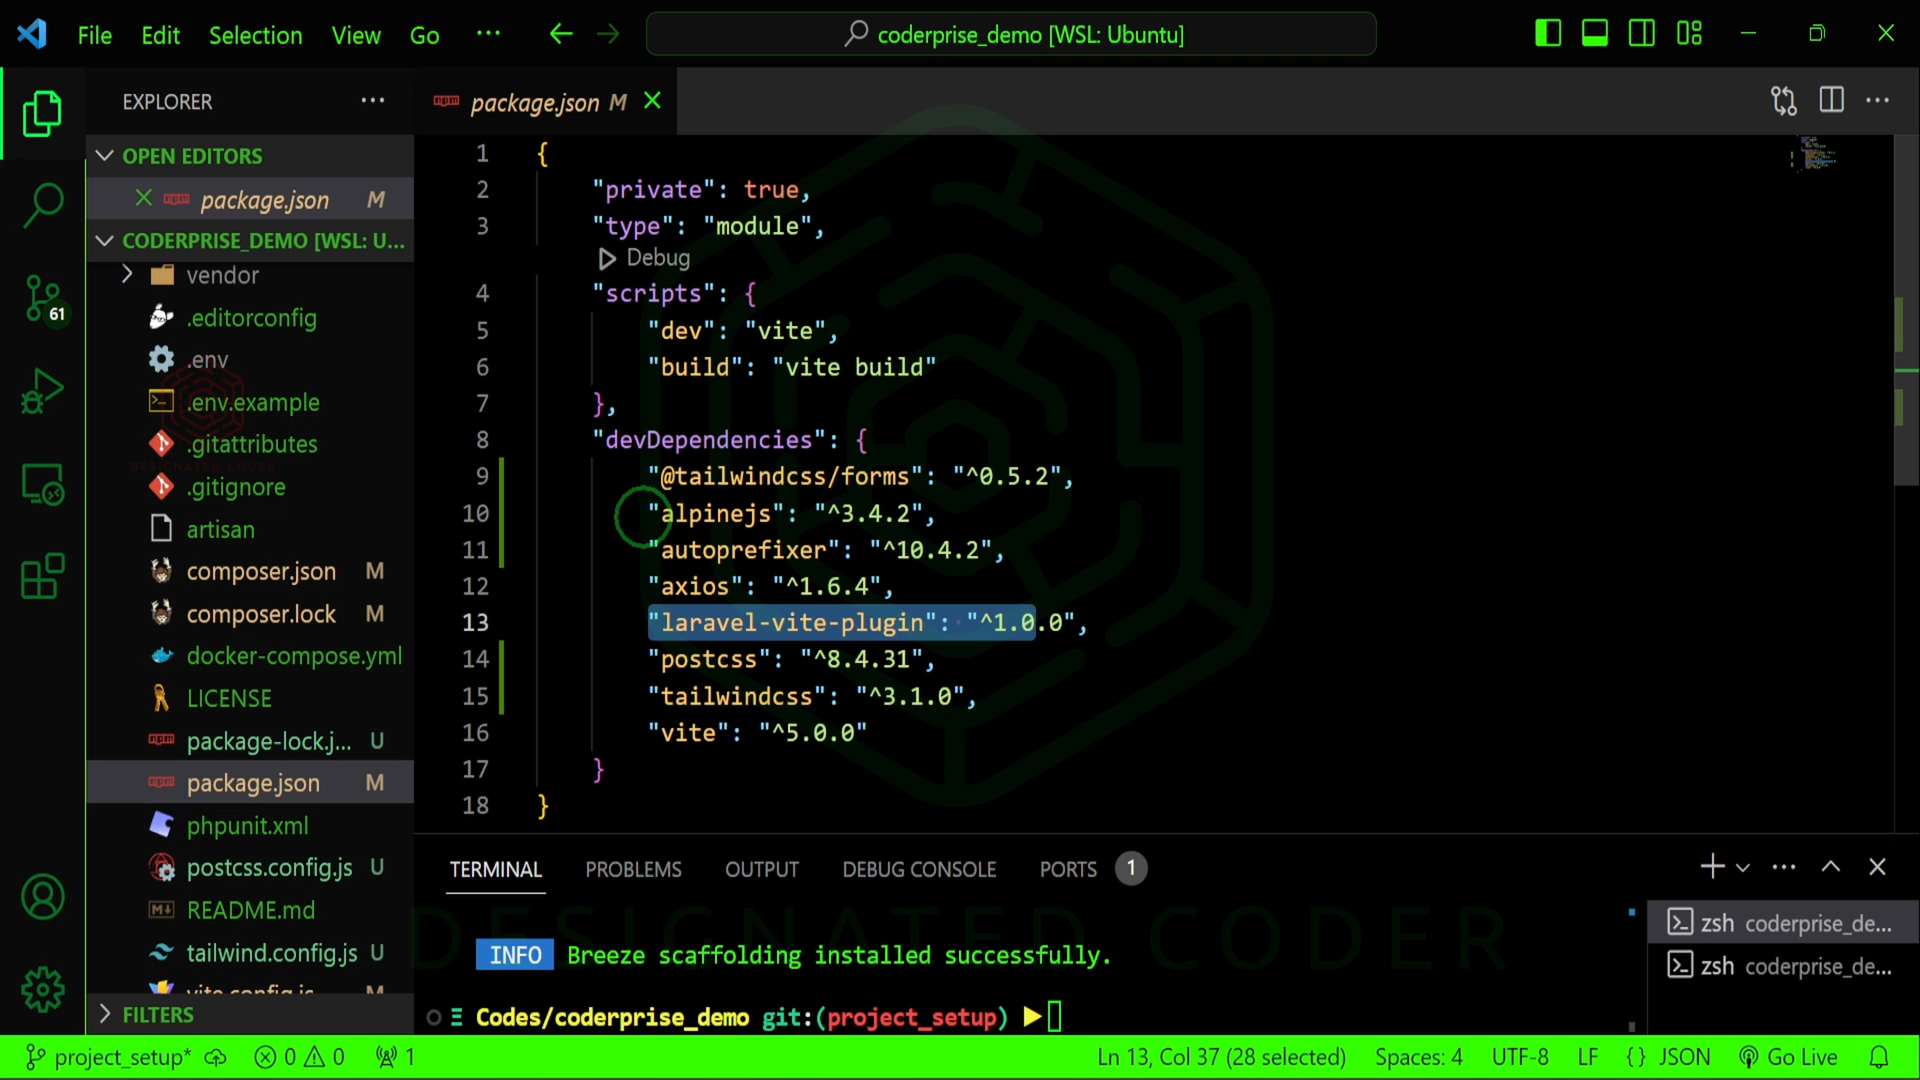 File Edit Selection View Go ··· coderprise_demo [WSL: Ubuntu]
EXPLORER ···
package.json M
OPEN EDITORS
package.json M
CODERPRISE_DEMO [WSL: U...
vendor
.editorconfig
.env
.env.example
.gitattributes
.gitignore
artisan
composer.json M
composer.lock M
docker-compose.yml
LICENSE
package-lock.j... U
package.json M
phpunit.xml
postcss.config.js U
README.md
tailwind.config.js U
vite.config.js M
FILTERS
61
1 {
2 "private": true,
3 "type": "module",
Debug
4 "scripts": {
5 "dev": "vite",
6 "build": "vite build"
7 },
8 "devDependencies": {
9 "@tailwindcss/forms": "^0.5.2",
10 "alpinejs": "^3.4.2",
11 "autoprefixer": "^10.4.2",
12 "axios": "^1.6.4",
13 "laravel-vite-plugin": "^1.0.0",
14 "postcss": "^8.4.31",
15 "tailwindcss": "^3.1.0",
16 "vite": "^5.0.0"
17 }
18 }
TERMINAL PROBLEMS OUTPUT DEBUG CONSOLE PORTS 1
DESIGNATED CODER
INFO Breeze scaffolding installed successfully.
Codes/coderprise_demo git:(project_setup)
zsh coderprise_de...
zsh coderprise_de...
DESIGNATED CODER
project_setup* 0 0 1 Ln 13, Col 37 (28 selected) Spaces: 4 UTF-8 LF {} JSON Go Live